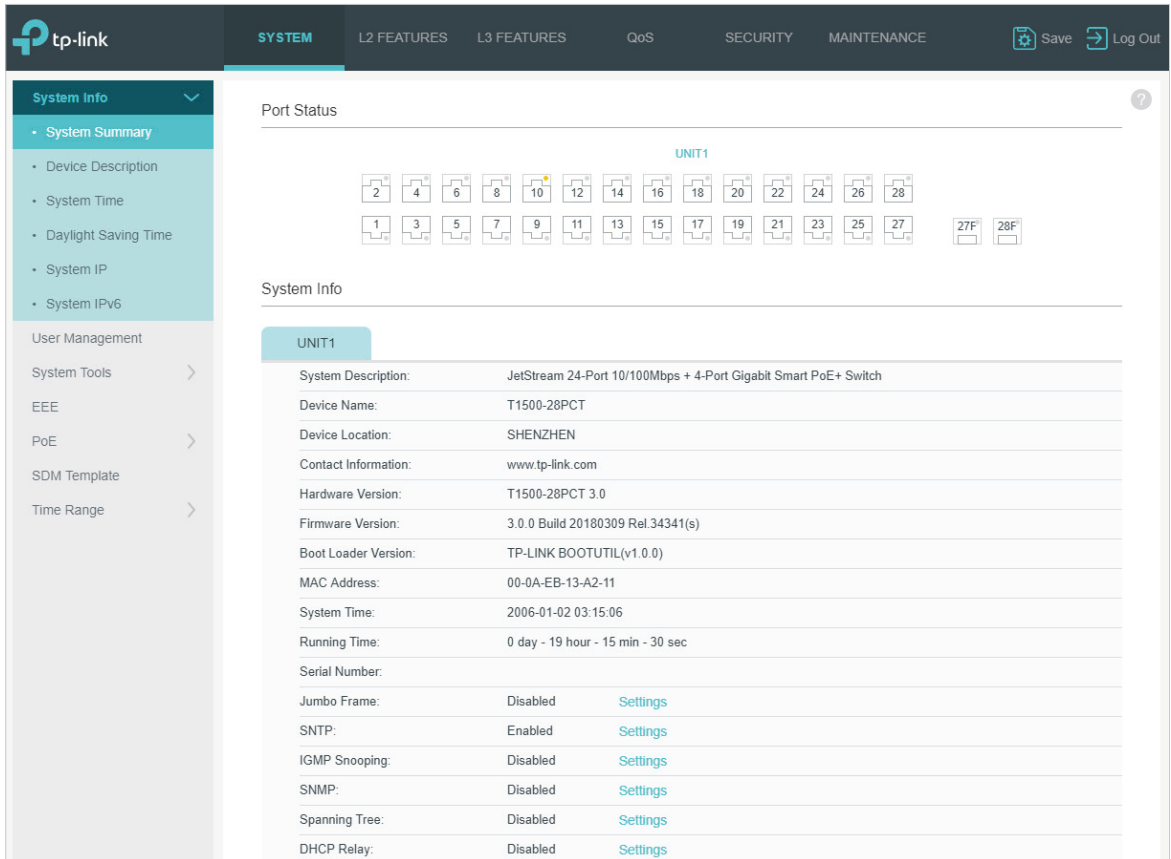 tp-link
SYSTEM L2 FEATURES L3 FEATURES QoS SECURITY MAINTENANCE Save Log Out
System Info
• System Summary
• Device Description
• System Time
• Daylight Saving Time
• System IP
• System IPv6
User Management
System Tools
EEE
PoE
SDM Template
Time Range
?
Port Status
UNIT1
2 4 6 8 10 12 14 16 18 20 22 24 26 28
1 3 5 7 9 11 13 15 17 19 21 23 25 27 27F 28F
System Info
UNIT1
System Description: JetStream 24-Port 10/100Mbps + 4-Port Gigabit Smart PoE+ Switch
Device Name: T1500-28PCT
Device Location: SHENZHEN
Contact Information: www.tp-link.com
Hardware Version: T1500-28PCT 3.0
Firmware Version: 3.0.0 Build 20180309 Rel.34341(s)
Boot Loader Version: TP-LINK BOOTUTIL(v1.0.0)
MAC Address: 00-0A-EB-13-A2-11
System Time: 2006-01-02 03:15:06
Running Time: 0 day - 19 hour - 15 min - 30 sec
Serial Number:
Jumbo Frame: Disabled Settings
SNTP: Enabled Settings
IGMP Snooping: Disabled Settings
SNMP: Disabled Settings
Spanning Tree: Disabled Settings
DHCP Relay: Disabled Settings